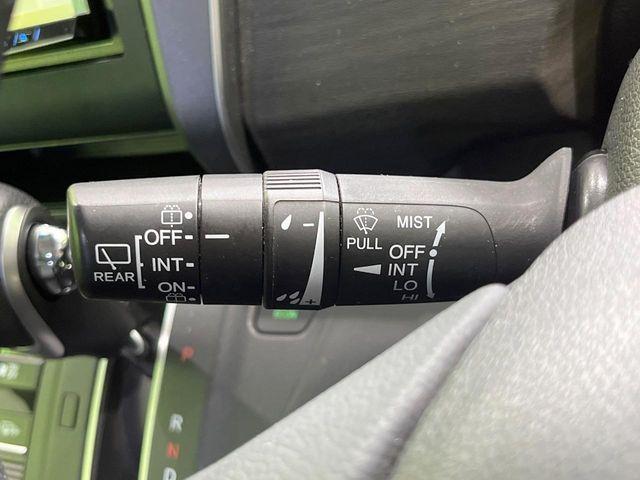 OFF
INT
ON
REAR
-
+
PULL
MIST
OFF
INT
LO
HI
P
R
N
D